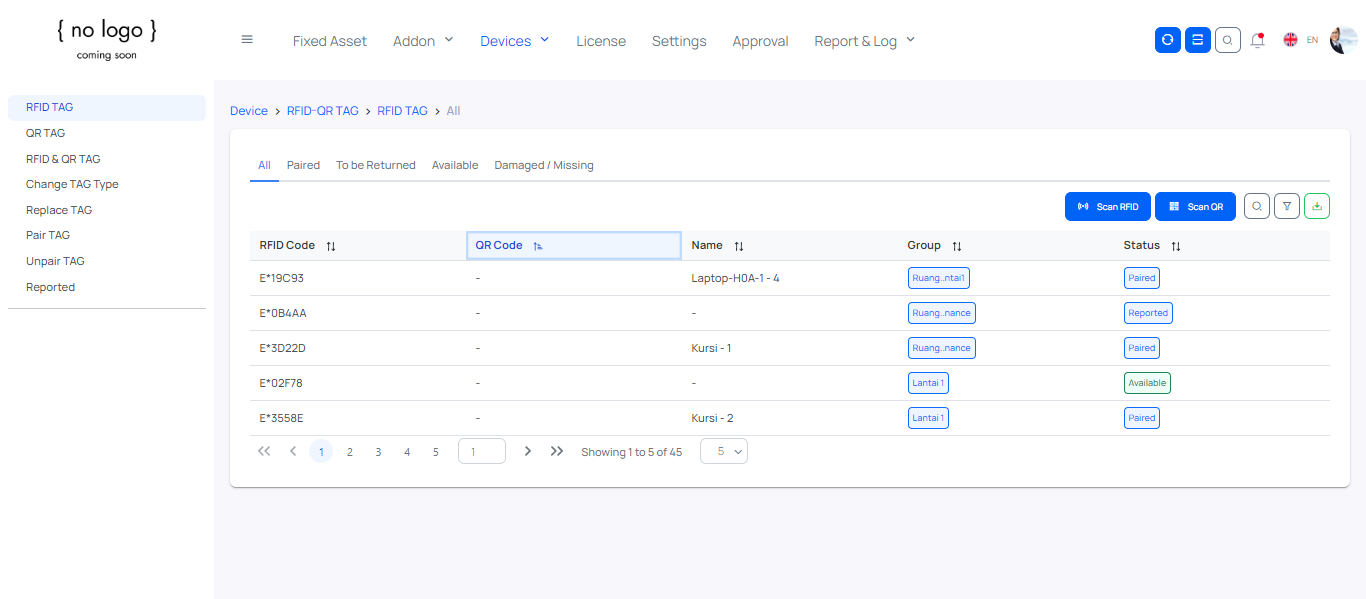 { no logo }
coming soon
Fixed Asset Addon Devices License Settings Approval Report & Log EN
RFID TAG
QR TAG
RFID & QR TAG
Change TAG Type
Replace TAG
Pair TAG
Unpair TAG
Reported
Device > RFID-QR TAG > RFID TAG > All
All Paired To be Returned Available Damaged / Missing
Scan RFID Scan QR
RFID Code QR Code Name Group Status
E*19C93 - Laptop-H0A-1 - 4 Ruang..ntai1 Paired
E*0B4AA - - Ruang..nance Reported
E*3D22D - Kursi - 1 Ruang..nance Paired
E*02F78 - - Lantai 1 Available
E*3558E - Kursi - 2 Lantai 1 Paired
1 2 3 4 5 1 Showing 1 to 5 of 45 5